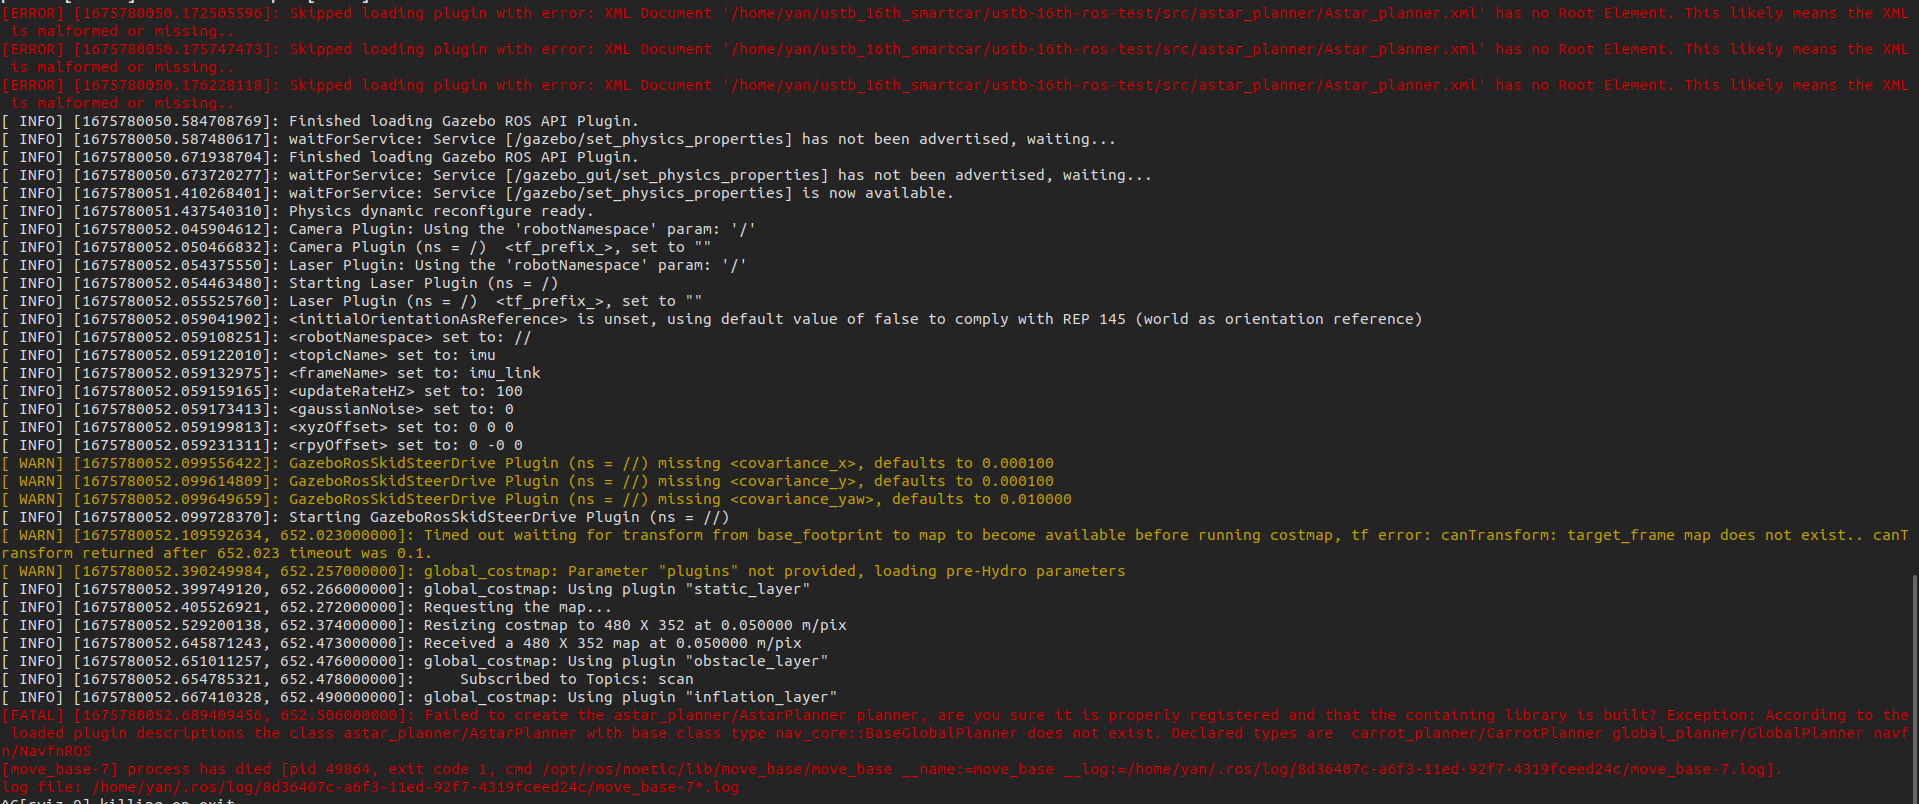 [ERROR] [1675780050.172505596]: Skipped loading plugin with error: XML Document '/home/yan/ustb_16th_smartcar/ustb-16th-ros-test/src/astar_planner/Astar_planner.xml' has no Root Element. This likely means the XML
is malformed or missing..
[ERROR] [1675780050.175747473]: Skipped loading plugin with error: XML Document '/home/yan/ustb_16th_smartcar/ustb-16th-ros-test/src/astar_planner/Astar_planner.xml' has no Root Element. This likely means the XML
is malformed or missing..
[ERROR] [1675780050.176228118]: Skipped loading plugin with error: XML Document '/home/yan/ustb_16th_smartcar/ustb-16th-ros-test/src/astar_planner/Astar_planner.xml' has no Root Element. This likely means the XML
is malformed or missing..
[ INFO] [1675780050.584708769]: Finished loading Gazebo ROS API Plugin.
[ INFO] [1675780050.587480617]: waitForService: Service [/gazebo/set_physics_properties] has not been advertised, waiting...
[ INFO] [1675780050.671938704]: Finished loading Gazebo ROS API Plugin.
[ INFO] [1675780050.673720277]: waitForService: Service [/gazebo_gui/set_physics_properties] has not been advertised, waiting...
[ INFO] [1675780051.410268401]: waitForService: Service [/gazebo/set_physics_properties] is now available.
[ INFO] [1675780051.437540310]: Physics dynamic reconfigure ready.
[ INFO] [1675780052.045904612]: Camera Plugin: Using the 'robotNamespace' param: '/'
[ INFO] [1675780052.050466832]: Camera Plugin (ns = /)  <tf_prefix_>, set to ""
[ INFO] [1675780052.054375550]: Laser Plugin: Using the 'robotNamespace' param: '/'
[ INFO] [1675780052.054463480]: Starting Laser Plugin (ns = /)
[ INFO] [1675780052.055525760]: Laser Plugin (ns = /)  <tf_prefix_>, set to ""
[ INFO] [1675780052.059041902]: <initialOrientationAsReference> is unset, using default value of false to comply with REP 145 (world as orientation reference)
[ INFO] [1675780052.059108251]: <robotNamespace> set to: //
[ INFO] [1675780052.059122010]: <topicName> set to: imu
[ INFO] [1675780052.059132975]: <frameName> set to: imu_link
[ INFO] [1675780052.059159165]: <updateRateHZ> set to: 100
[ INFO] [1675780052.059173413]: <gaussianNoise> set to: 0
[ INFO] [1675780052.059199813]: <xyzOffset> set to: 0 0 0
[ INFO] [1675780052.059231311]: <rpyOffset> set to: 0 -0 0
[ WARN] [1675780052.099556422]: GazeboRosSkidSteerDrive Plugin (ns = //) missing <covariance_x>, defaults to 0.000100
[ WARN] [1675780052.099614809]: GazeboRosSkidSteerDrive Plugin (ns = //) missing <covariance_y>, defaults to 0.000100
[ WARN] [1675780052.099649659]: GazeboRosSkidSteerDrive Plugin (ns = //) missing <covariance_yaw>, defaults to 0.010000
[ INFO] [1675780052.099728370]: Starting GazeboRosSkidSteerDrive Plugin (ns = //)
[ WARN] [1675780052.109592634, 652.023000000]: Timed out waiting for transform from base_footprint to map to become available before running costmap, tf error: canTransform: target_frame map does not exist.. canT
ransform returned after 652.023 timeout was 0.1.
[ WARN] [1675780052.390249984, 652.257000000]: global_costmap: Parameter "plugins" not provided, loading pre-Hydro parameters
[ INFO] [1675780052.399749120, 652.266000000]: global_costmap: Using plugin "static_layer"
[ INFO] [1675780052.405526921, 652.272000000]: Requesting the map...
[ INFO] [1675780052.529200138, 652.374000000]: Resizing costmap to 480 X 352 at 0.050000 m/pix
[ INFO] [1675780052.645871243, 652.473000000]: Received a 480 X 352 map at 0.050000 m/pix
[ INFO] [1675780052.651011257, 652.476000000]: global_costmap: Using plugin "obstacle_layer"
[ INFO] [1675780052.654785321, 652.478000000]:     Subscribed to Topics: scan
[ INFO] [1675780052.667410328, 652.490000000]: global_costmap: Using plugin "inflation_layer"
[FATAL] [1675780052.689409456, 652.506000000]: Failed to create the astar_planner/AstarPlanner planner, are you sure it is properly registered and that the containing library is built? Exception: According to the
loaded plugin descriptions the class astar_planner/AstarPlanner with base class type nav_core::BaseGlobalPlanner does not exist. Declared types are  carrot_planner/CarrotPlanner global_planner/GlobalPlanner navf
n/NavfnROS
[move_base-7] process has died [pid 49864, exit code 1, cmd /opt/ros/noetic/lib/move_base/move_base __name:=move_base __log:=/home/yan/.ros/log/8d36407c-a6f3-11ed-92f7-4319fceed24c/move_base-7.log].
log file: /home/yan/.ros/log/8d36407c-a6f3-11ed-92f7-4319fceed24c/move_base-7*.log
^C[rviz-9] killing on exit